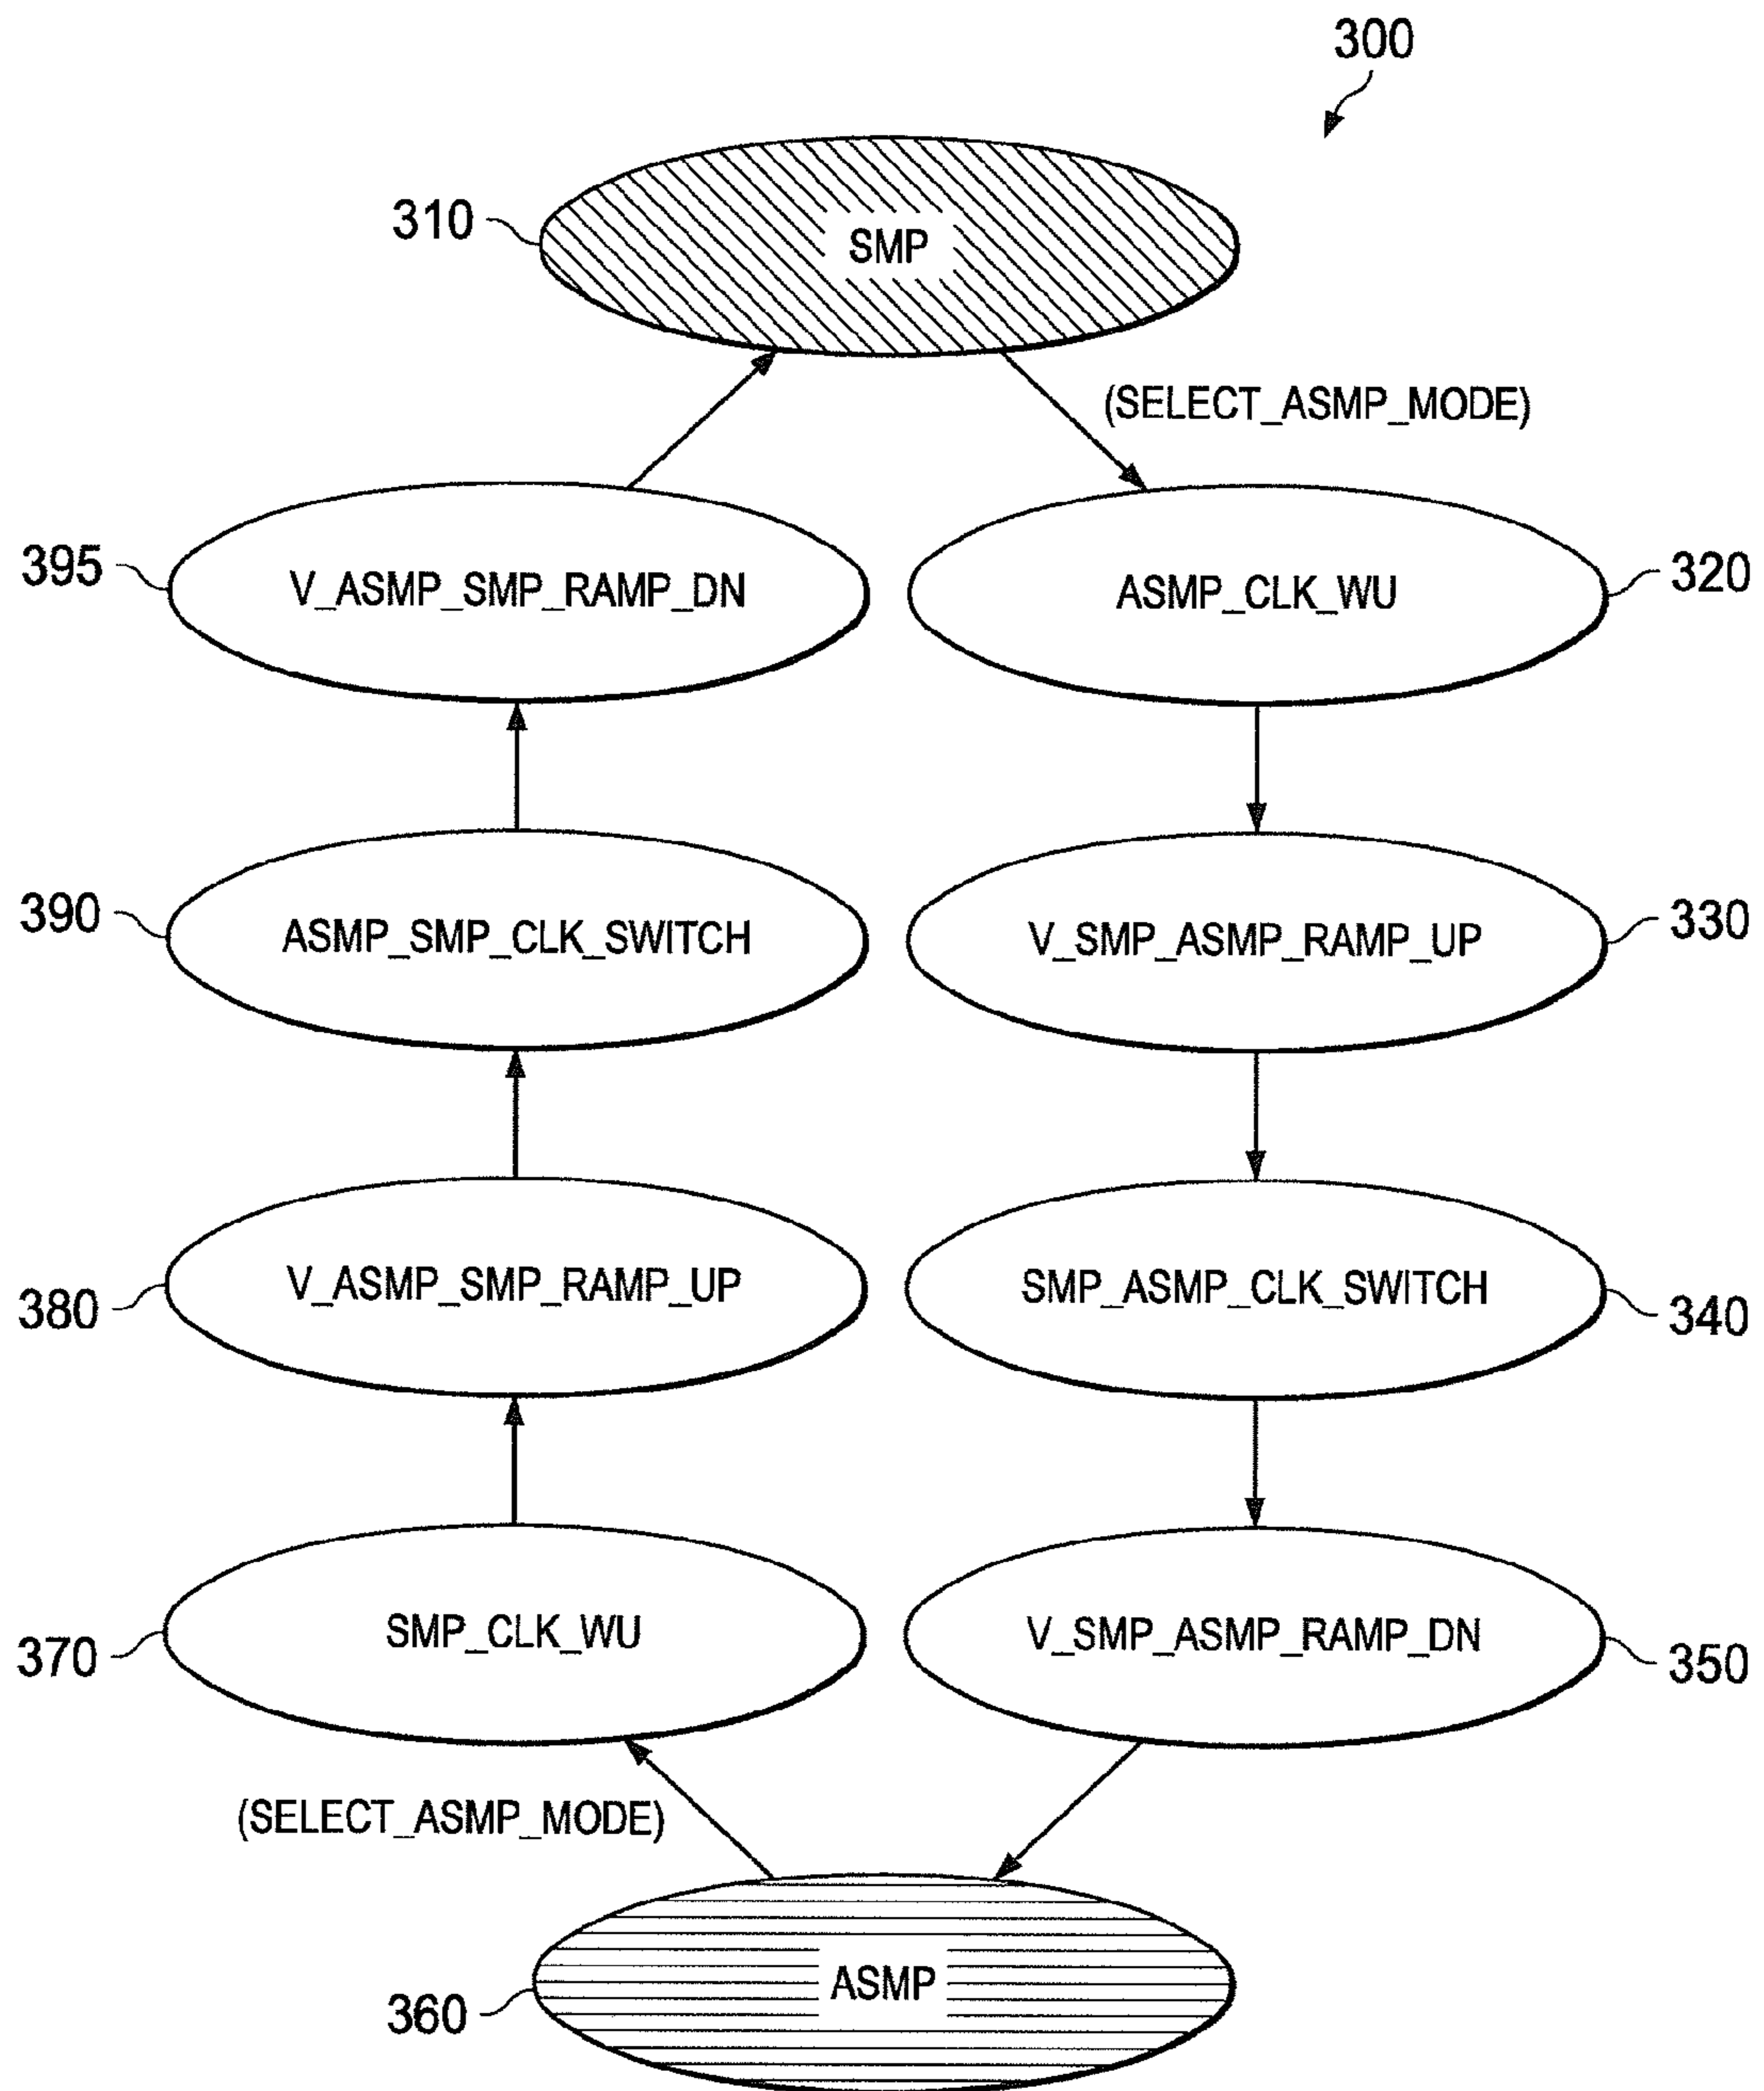 300
310
SMP
(SELECT_ASMP_MODE)
395
V_ASMP_SMP_RAMP_DN
ASMP_CLK_WU
320
390
ASMP_SMP_CLK_SWITCH
V_SMP_ASMP_RAMP_UP
330
380
V_ASMP_SMP_RAMP_UP
SMP_ASMP_CLK_SWITCH
340
370
SMP_CLK_WU
V_SMP_ASMP_RAMP_DN
350
(SELECT_ASMP_MODE)
360
ASMP